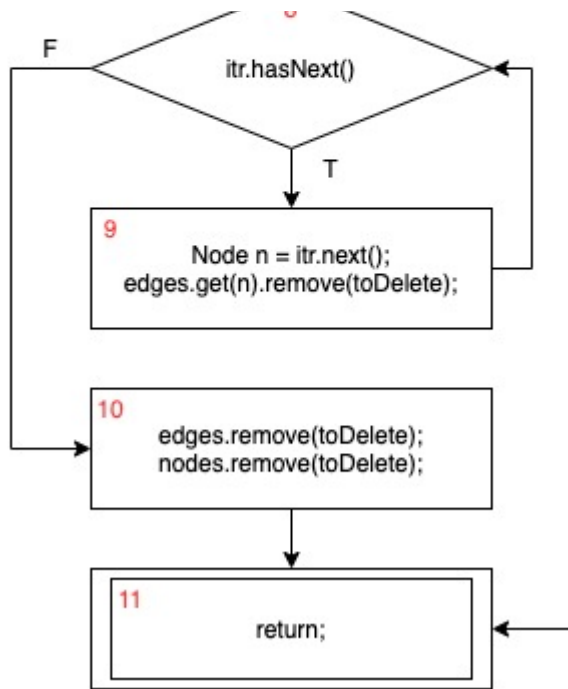 F
itr.hasNext()
T
9
Node n = itr.next();
edges.get(n).remove(toDelete);
10
edges.remove(toDelete);
nodes.remove(toDelete);
11
return;